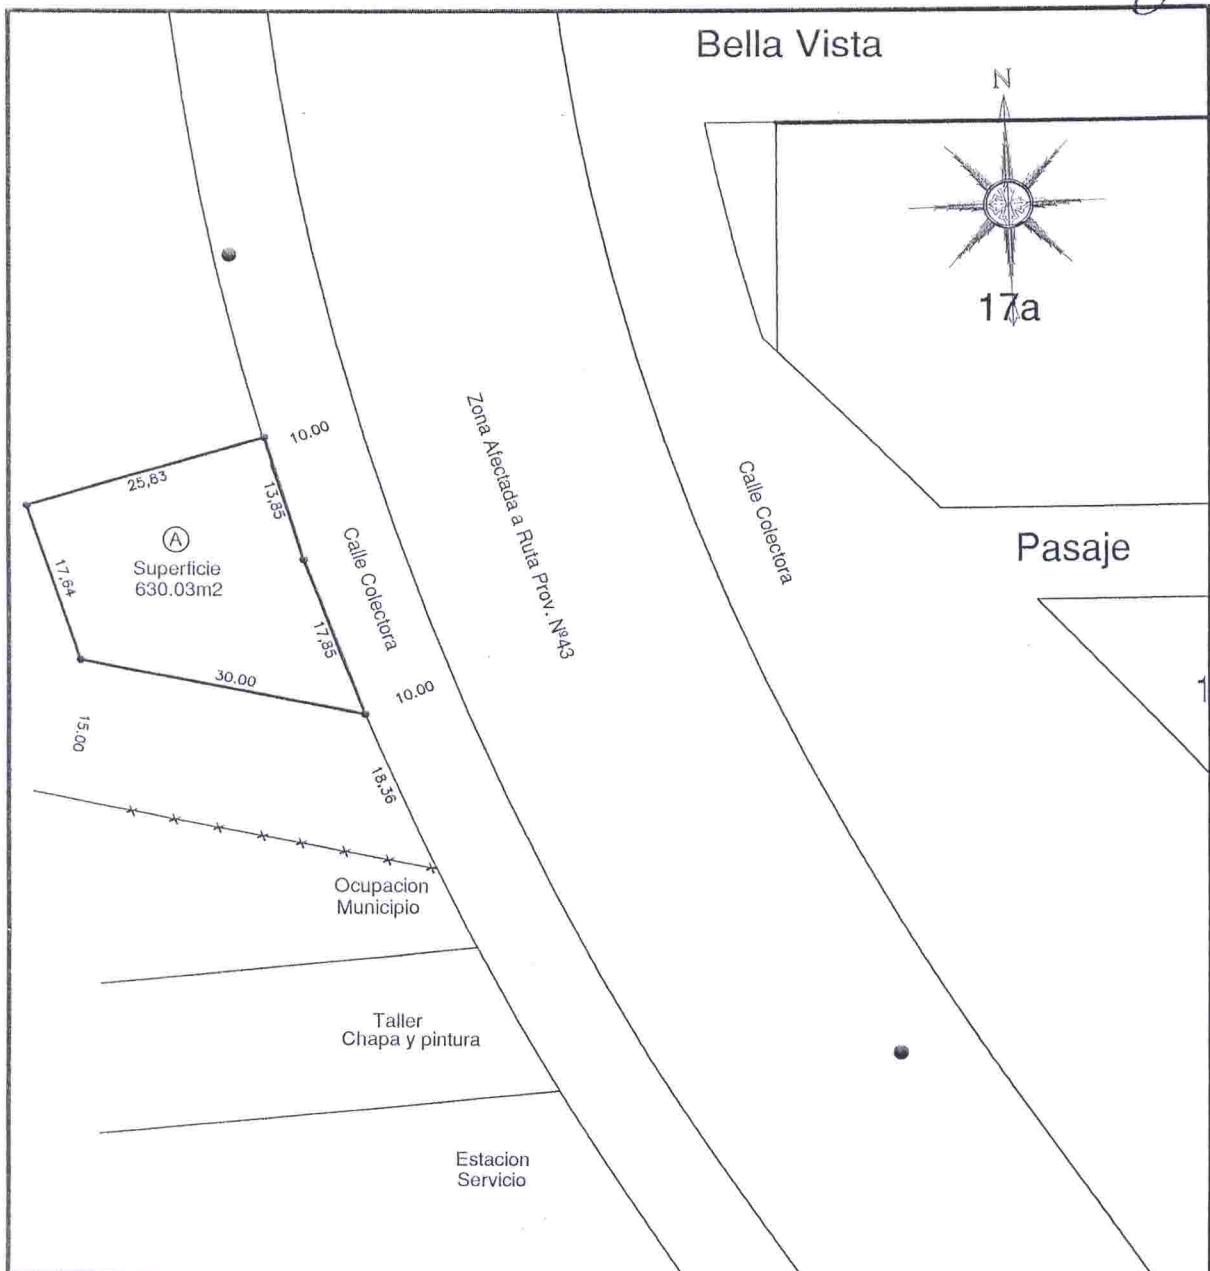 Bella Vista
N
17a
10.00
25,83
13,85
Zona Afectada a Ruta Prov. Nº43
Calle Colectora
A
Superficie
630.03m2
17,64
Calle Colectora
Pasaje
17,85
30.00
10.00
1
15.00
18,36
Ocupacion
Municipio
Taller
Chapa y pintura
Estacion
Servicio